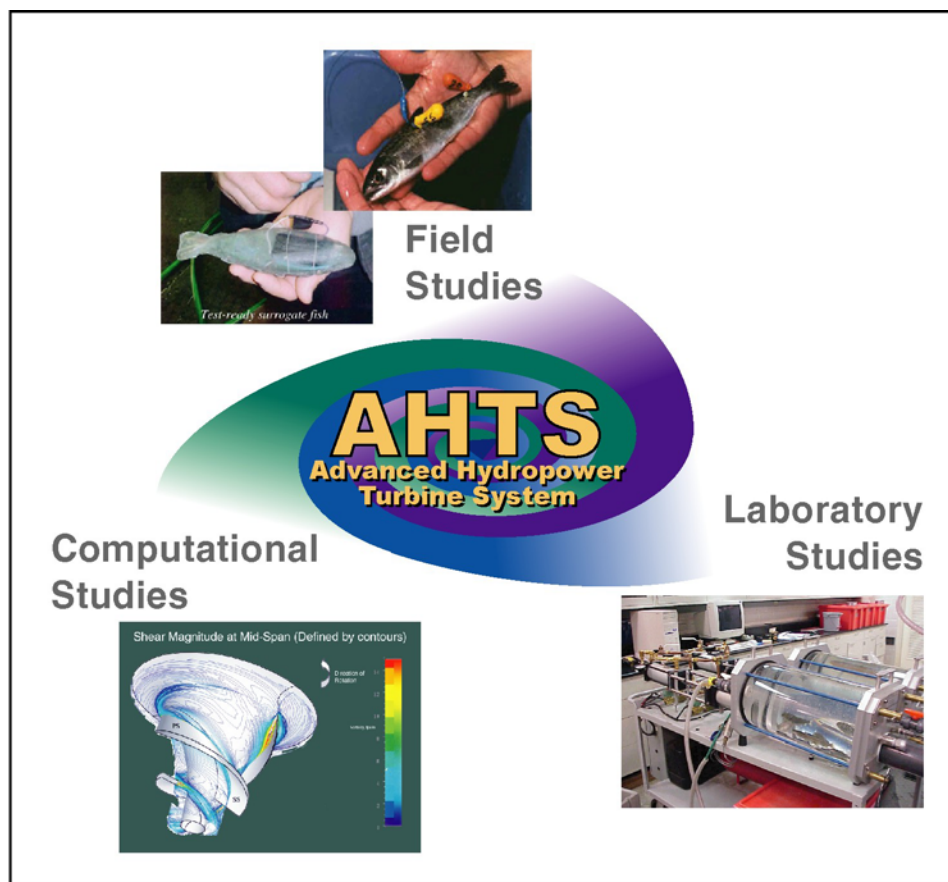 Test-ready surrogate fish
Field
Studies
AHTS
Advanced Hydropower
Turbine System
Laboratory
Studies
Computational
Studies
Shear Magnitude at Mid-Span (Defined by contours)
Direction of
Rotation
PS
SS